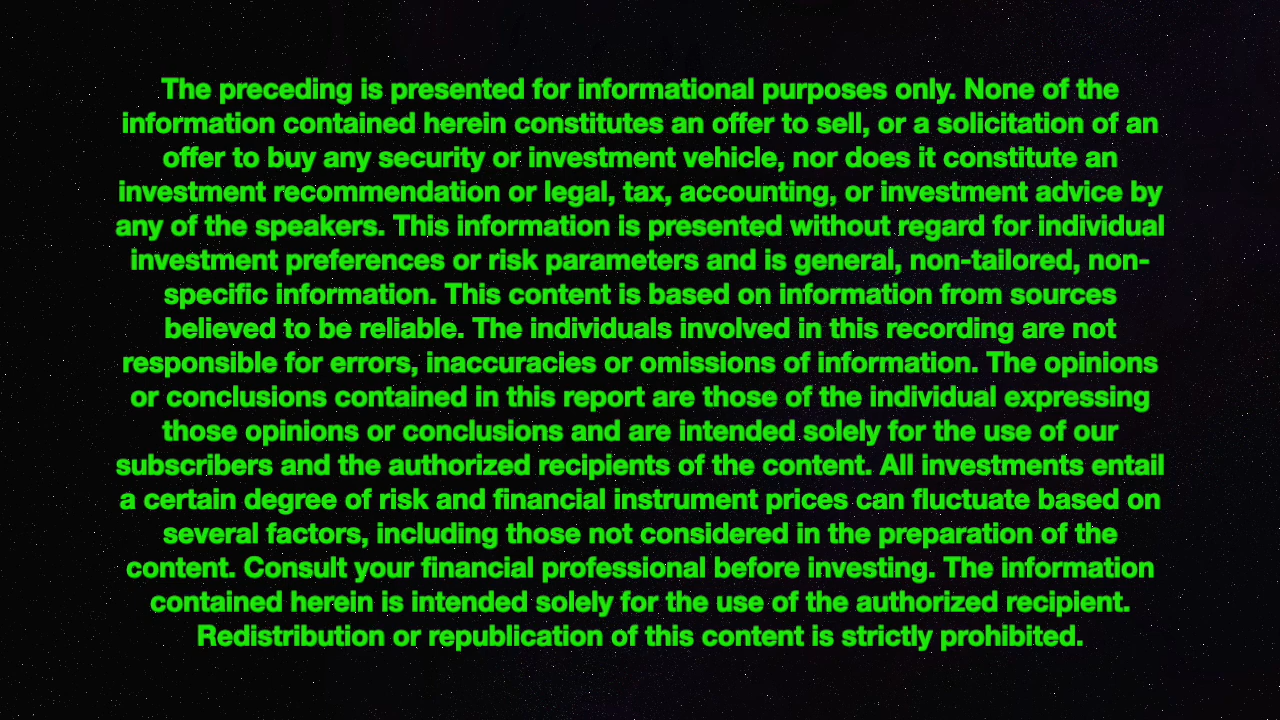 The preceding is presented for informational purposes only. None of the
information contained herein constitutes an offer to sell, or a solicitation of an
offer to buy any security or investment vehicle, nor does it constitute an
investment recommendation or legal, tax, accounting, or investment advice by
any of the speakers. This information is presented without regard for individual
investment preferences or risk parameters and is general, non-tailored, non-
specific information. This content is based on information from sources
believed to be reliable. The individuals involved in this recording are not
responsible for errors, inaccuracies or omissions of information. The opinions
or conclusions contained in this report are those of the individual expressing
those opinions or conclusions and are intended solely for the use of our
subscribers and the authorized recipients of the content. All investments entail
a certain degree of risk and financial instrument prices can fluctuate based on
several factors, including those not considered in the preparation of the
content. Consult your financial professional before investing. The information
contained herein is intended solely for the use of the authorized recipient.
Redistribution or republication of this content is strictly prohibited.